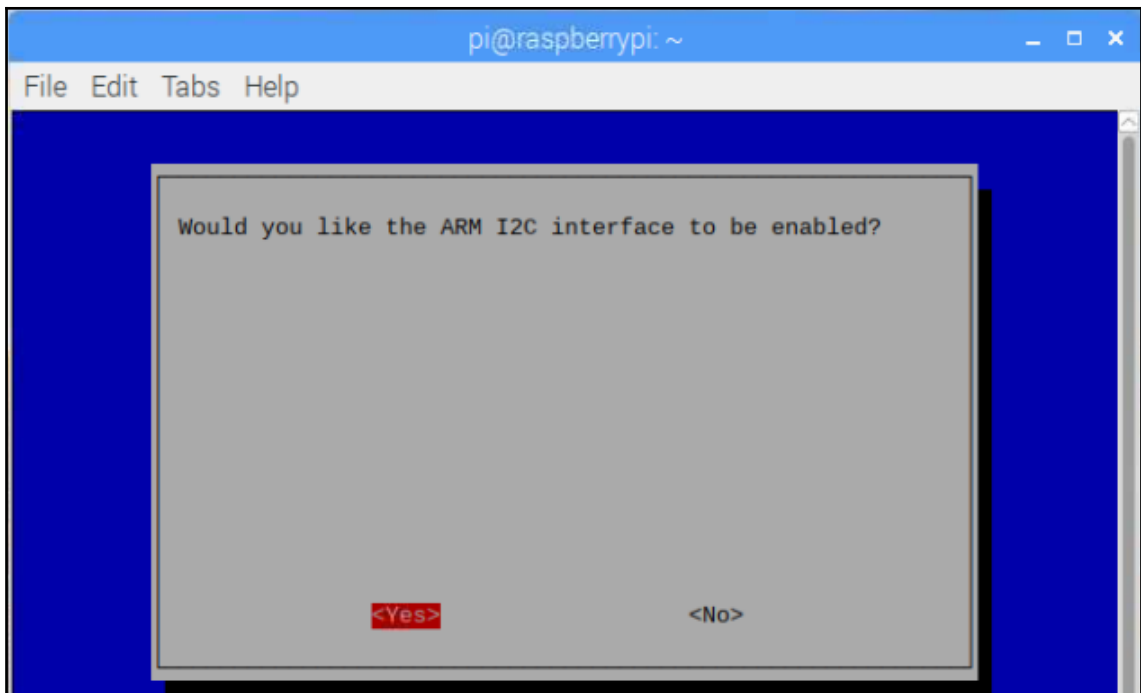 pi@raspberrypi: ~
File Edit Tabs Help
Would you like the ARM I2C interface to be enabled?
<Yes> <No>